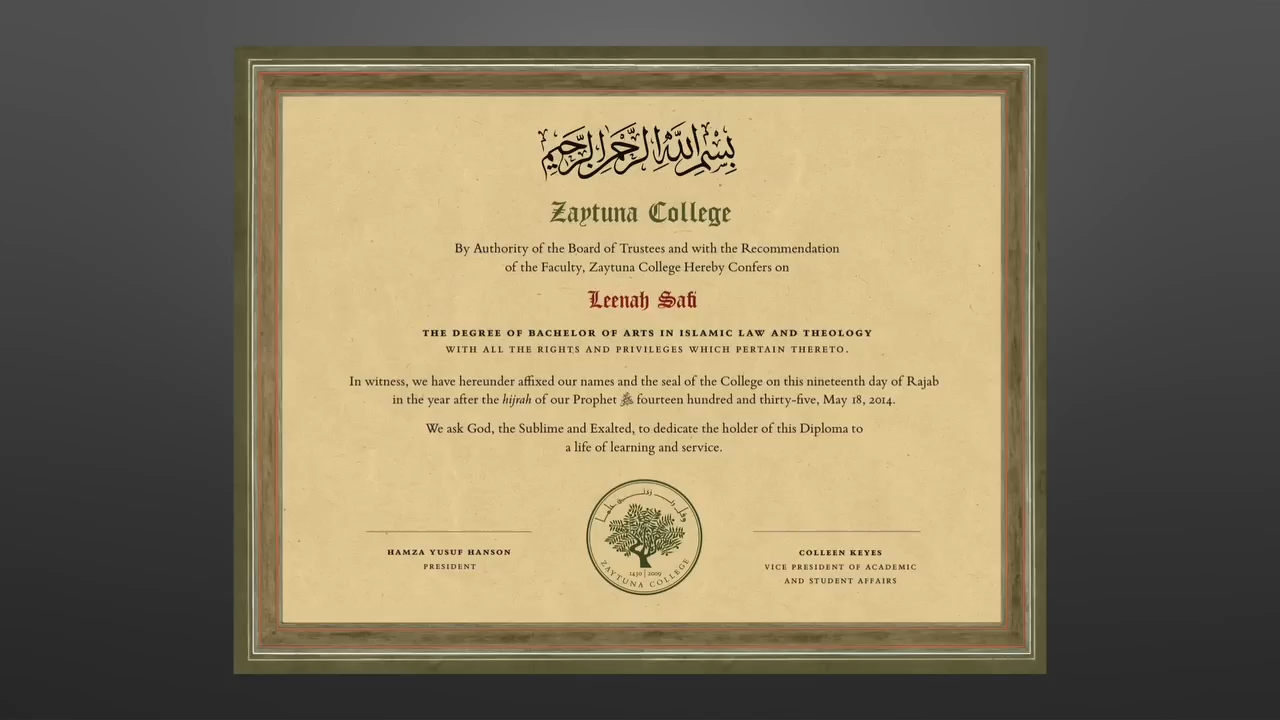 بِسْمِ اللَّهِ الرَّحْمَٰنِ الرَّحِيمِ
Zaytuna College
By Authority of the Board of Trustees and with the Recommendation
of the Faculty, Zaytuna College Hereby Confers on
Leenah Safi
THE DEGREE OF BACHELOR OF ARTS IN ISLAMIC LAW AND THEOLOGY
WITH ALL THE RIGHTS AND PRIVILEGES WHICH PERTAIN THERETO.
In witness, we have hereunder affixed our names and the seal of the College on this nineteenth day of Rajab
in the year after the hijrah of our Prophet ﷺ fourteen hundred and thirty-five, May 18, 2014.
We ask God, the Sublime and Exalted, to dedicate the holder of this Diploma to
a life of learning and service.
HAMZA YUSUF HANSON
PRESIDENT
1430 | 2009
ZAYTUNA COLLEGE
COLLEEN KEYES
VICE PRESIDENT OF ACADEMIC
AND STUDENT AFFAIRS